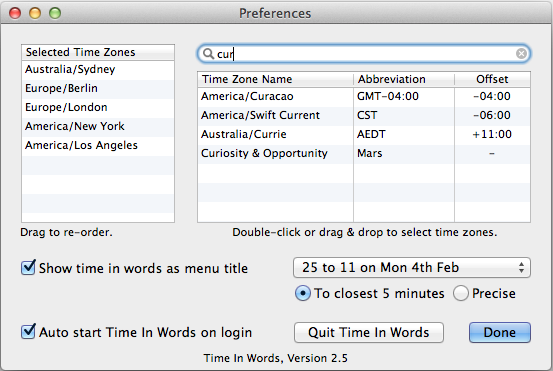 Preferences
Selected Time Zones
Australia/Sydney
Europe/Berlin
Europe/London
America/New York
America/Los Angeles
Drag to re-order.
cur
Time Zone Name Abbreviation Offset
America/Curacao GMT-04:00 -04:00
America/Swift Current CST -06:00
Australia/Currie AEDT +11:00
Curiosity & Opportunity Mars -
Double-click or drag & drop to select time zones.
Show time in words as menu title
25 to 11 on Mon 4th Feb
To closest 5 minutes Precise
Auto start Time In Words on login
Quit Time In Words Done
Time In Words, Version 2.5